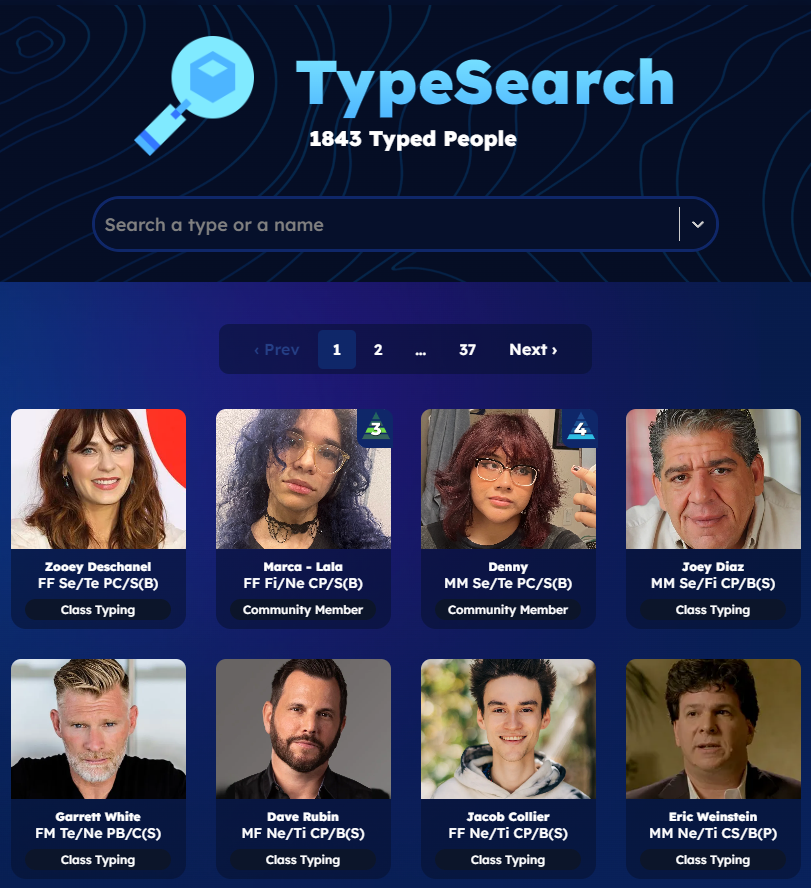 TypeSearch
1843 Typed People
Search a type or a name
‹ Prev 1 2 ... 37 Next ›
3
4
Zooey Deschanel
FF Se/Te PC/S(B)
Class Typing
Marca - Lala
FF Fi/Ne CP/S(B)
Community Member
Denny
MM Se/Te PC/S(B)
Community Member
Joey Diaz
MM Se/Fi CP/B(S)
Class Typing
Garrett White
FM Te/Ne PB/C(S)
Class Typing
Dave Rubin
MF Ne/Ti CP/B(S)
Class Typing
Jacob Collier
FF Ne/Ti CP/B(S)
Class Typing
Eric Weinstein
MM Ne/Ti CS/B(P)
Class Typing